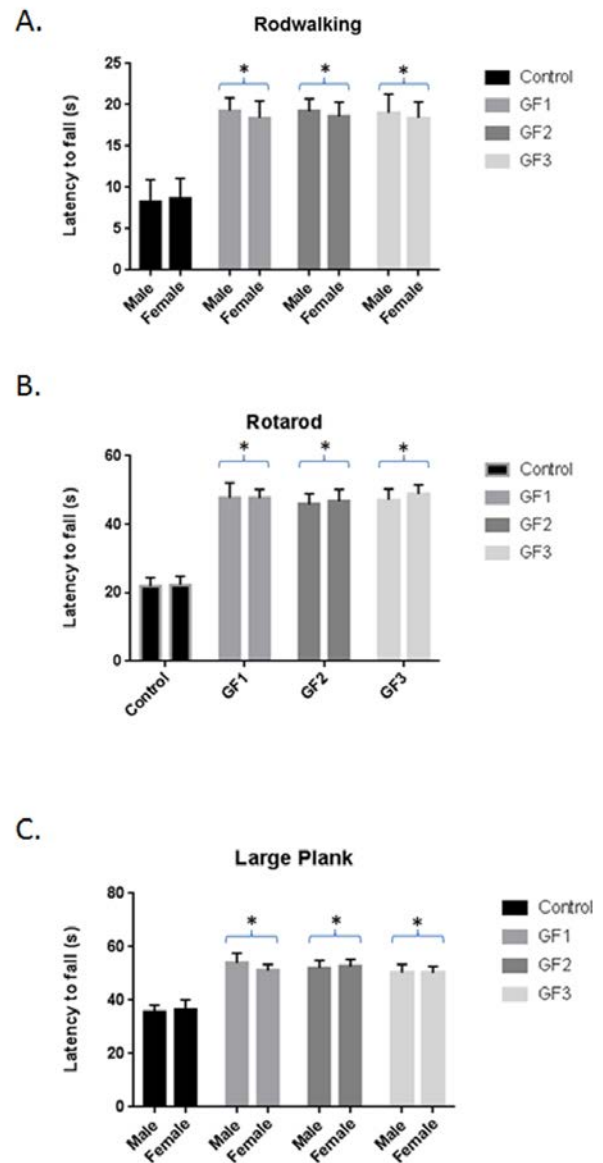 A.
Rodwalking
Latency to fall (s)
25
20
15
10
5
0
* * *
Male Female Male Female Male Female Male Female
Control
GF1
GF2
GF3
B.
Rotarod
Latency to fall (s)
60
40
20
0
* * *
Control GF1 GF2 GF3
Control
GF1
GF2
GF3
C.
Large Plank
Latency to fall (s)
80
60
40
20
0
* * *
Male Female Male Female Male Female Male Female
Control
GF1
GF2
GF3